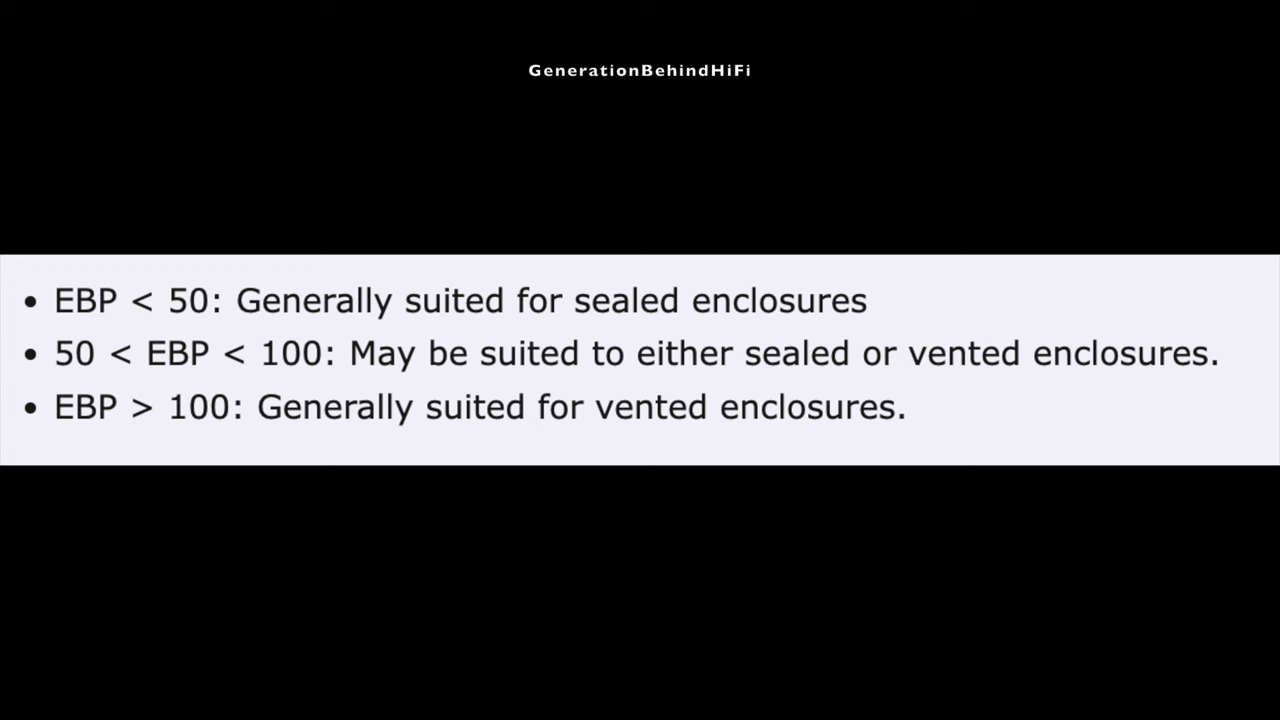 GenerationBehindHiFi
• EBP < 50: Generally suited for sealed enclosures
• 50 < EBP < 100: May be suited to either sealed or vented enclosures.
• EBP > 100: Generally suited for vented enclosures.